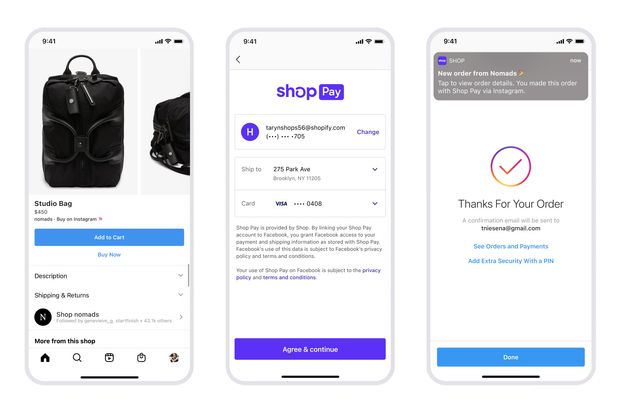 9:41
Studio Bag
$450
nomads · Buy on Instagram
Add to Cart
Buy Now
Description
Shipping & Returns
N
Shop nomads
Followed by genevieve_g, startfinish + 43.1k others
More from this shop
9:41
shop Pay
H
tarynshops56@shopify.com
(•••) ••• •705
Change
Ship to
275 Park Ave
Brooklyn, NY 11205
Card
VISA •••• 0408
Shop Pay is provided by Shop. By linking your Shop Pay
account to Facebook, you grant Facebook access to your
payment and shipping information as stored with Shop Pay.
Facebook's use of this data is subject to Facebook's privacy
policy and terms and conditions.
Your use of Shop Pay on Facebook is subject to the privacy
policy and terms and conditions.
Agree & continue
9:41
shop
SHOP
now
New order from Nomads
Tap to view order details. You made this order
with Shop Pay via Instagram.
Thanks For Your Order
A confirmation email will be sent to
tniesena@gmail.com
See Orders and Payments
Add Extra Security With a PIN
Done